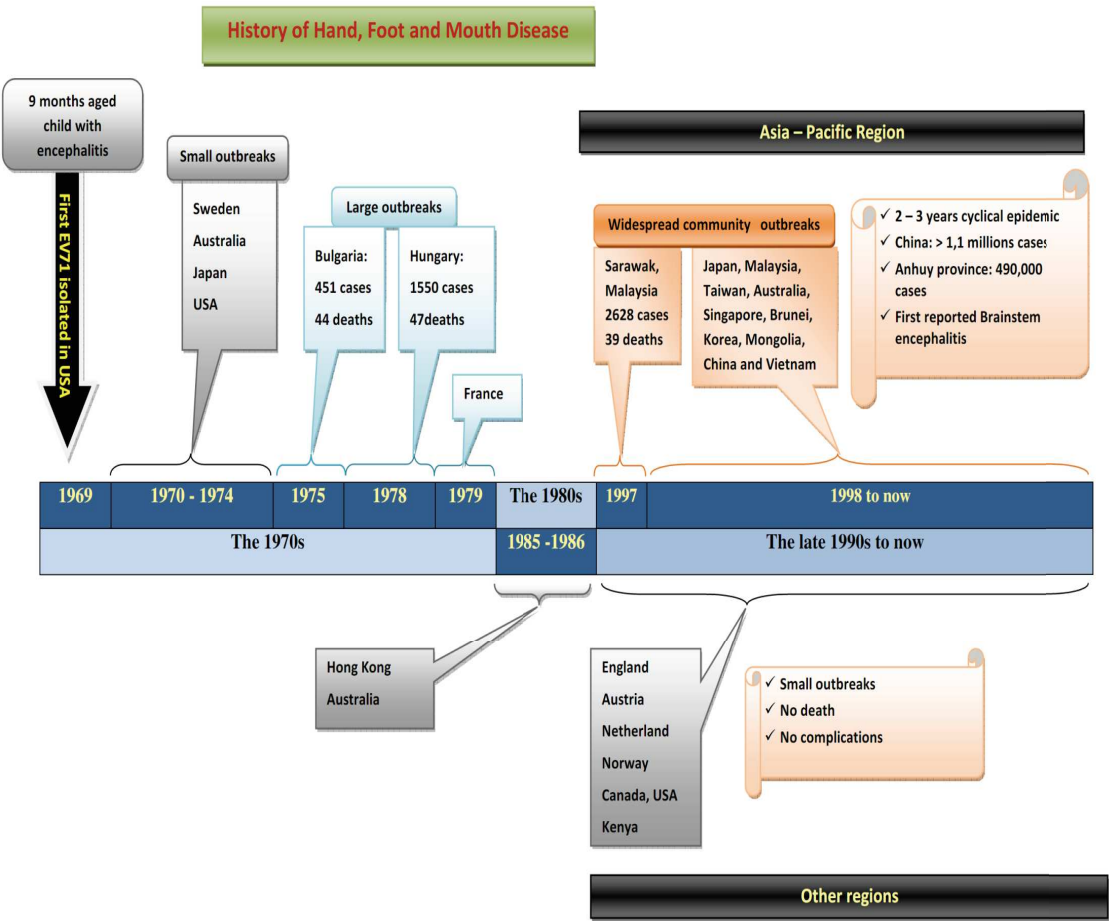 History of Hand, Foot and Mouth Disease
9 months aged
child with
encephalitis
First EV71 isolated in USA
Small outbreaks
Sweden
Australia
Japan
USA
Large outbreaks
Bulgaria:
451 cases
44 deaths
Hungary:
1550 cases
47deaths
France
Asia – Pacific Region
Widespread community outbreaks
Sarawak,
Malaysia
2628 cases
39 deaths
Japan, Malaysia,
Taiwan, Australia,
Singapore, Brunei,
Korea, Mongolia,
China and Vietnam
✓ 2 – 3 years cyclical epidemic
✓ China: > 1,1 millions cases
✓ Anhuy province: 490,000
cases
✓ First reported Brainstem
encephalitis
1969 1970 - 1974 1975 1978 1979 The 1980s 1997 1998 to now
The 1970s 1985 -1986 The late 1990s to now
Hong Kong
Australia
England
Austria
Netherland
Norway
Canada, USA
Kenya
✓ Small outbreaks
✓ No death
✓ No complications
Other regions